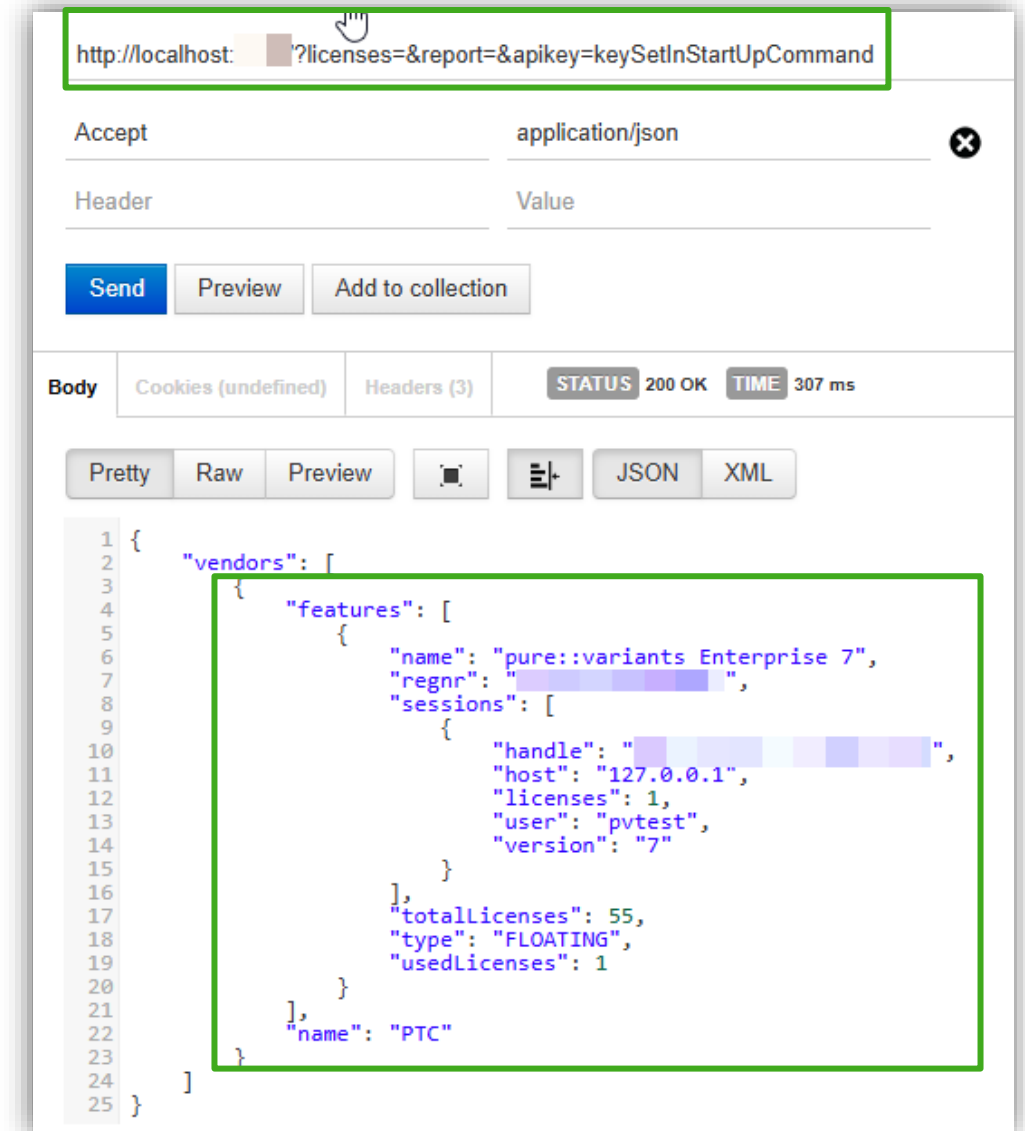 http://localhost: /?licenses=&report=&apikey=keySetInStartUpCommand
Accept application/json
Header Value
Send Preview Add to collection
Body Cookies (undefined) Headers (3) STATUS 200 OK TIME 307 ms
Pretty Raw Preview JSON XML
1 {
2 "vendors": [
3 {
4 "features": [
5 {
6 "name": "pure::variants Enterprise 7",
7 "regnr": " ",
8 "sessions": [
9 {
10 "handle": " ",
11 "host": "127.0.0.1",
12 "licenses": 1,
13 "user": "pvtest",
14 "version": "7"
15 }
16 ],
17 "totalLicenses": 55,
18 "type": "FLOATING",
19 "usedLicenses": 1
20 }
21 ],
22 "name": "PTC"
23 }
24 ]
25 }